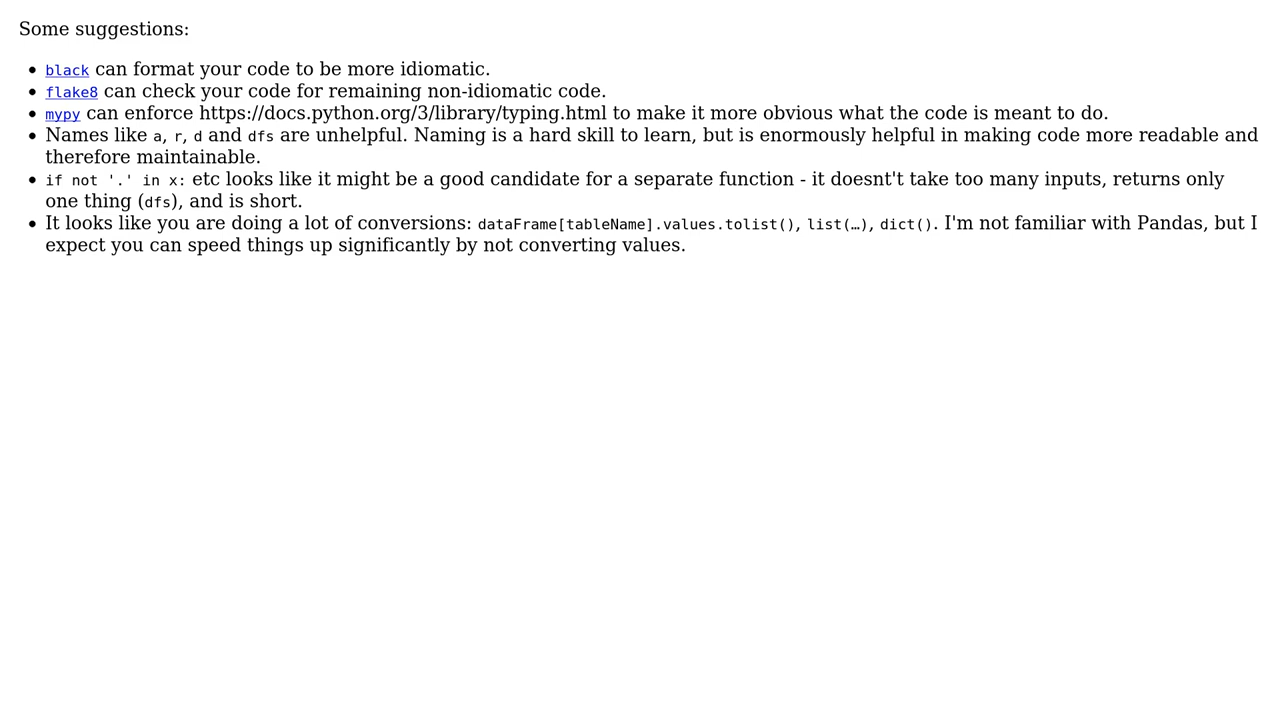 Some suggestions:
• black can format your code to be more idiomatic.
• flake8 can check your code for remaining non-idiomatic code.
• mypy can enforce https://docs.python.org/3/library/typing.html to make it more obvious what the code is meant to do.
• Names like a, r, d and dfs are unhelpful. Naming is a hard skill to learn, but is enormously helpful in making code more readable and
therefore maintainable.
• if not '.' in x: etc looks like it might be a good candidate for a separate function - it doesnt't take too many inputs, returns only
one thing (dfs), and is short.
• It looks like you are doing a lot of conversions: dataFrame[tableName].values.tolist(), list(…), dict(). I'm not familiar with Pandas, but I
expect you can speed things up significantly by not converting values.